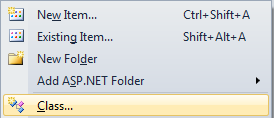 New Item... Ctrl+Shift+A
Existing Item... Shift+Alt+A
New Folder
Add ASP.NET Folder
Class...